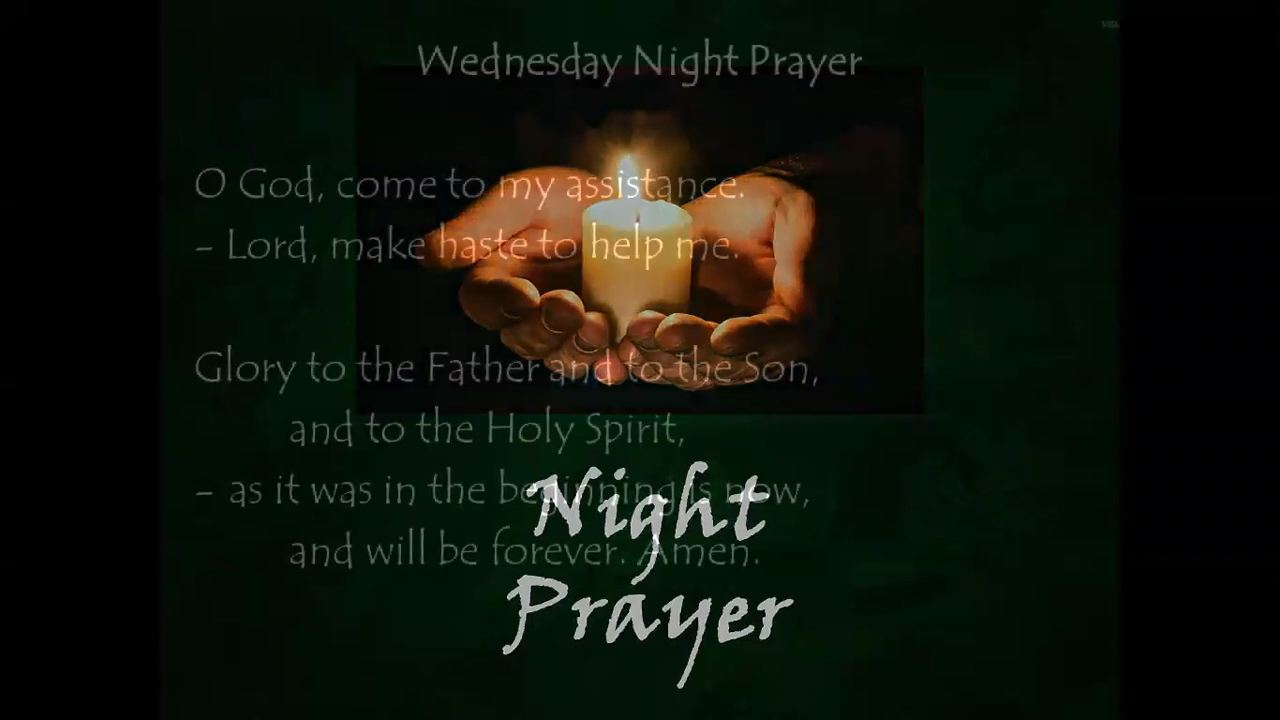 Wednesday Night Prayer
O God, come to my assistance.
– Lord, make haste to help me.
Glory to the Father and to the Son,
and to the Holy Spirit,
– as it was in the beginning is now,
and will be forever. Amen.
Night
Prayer